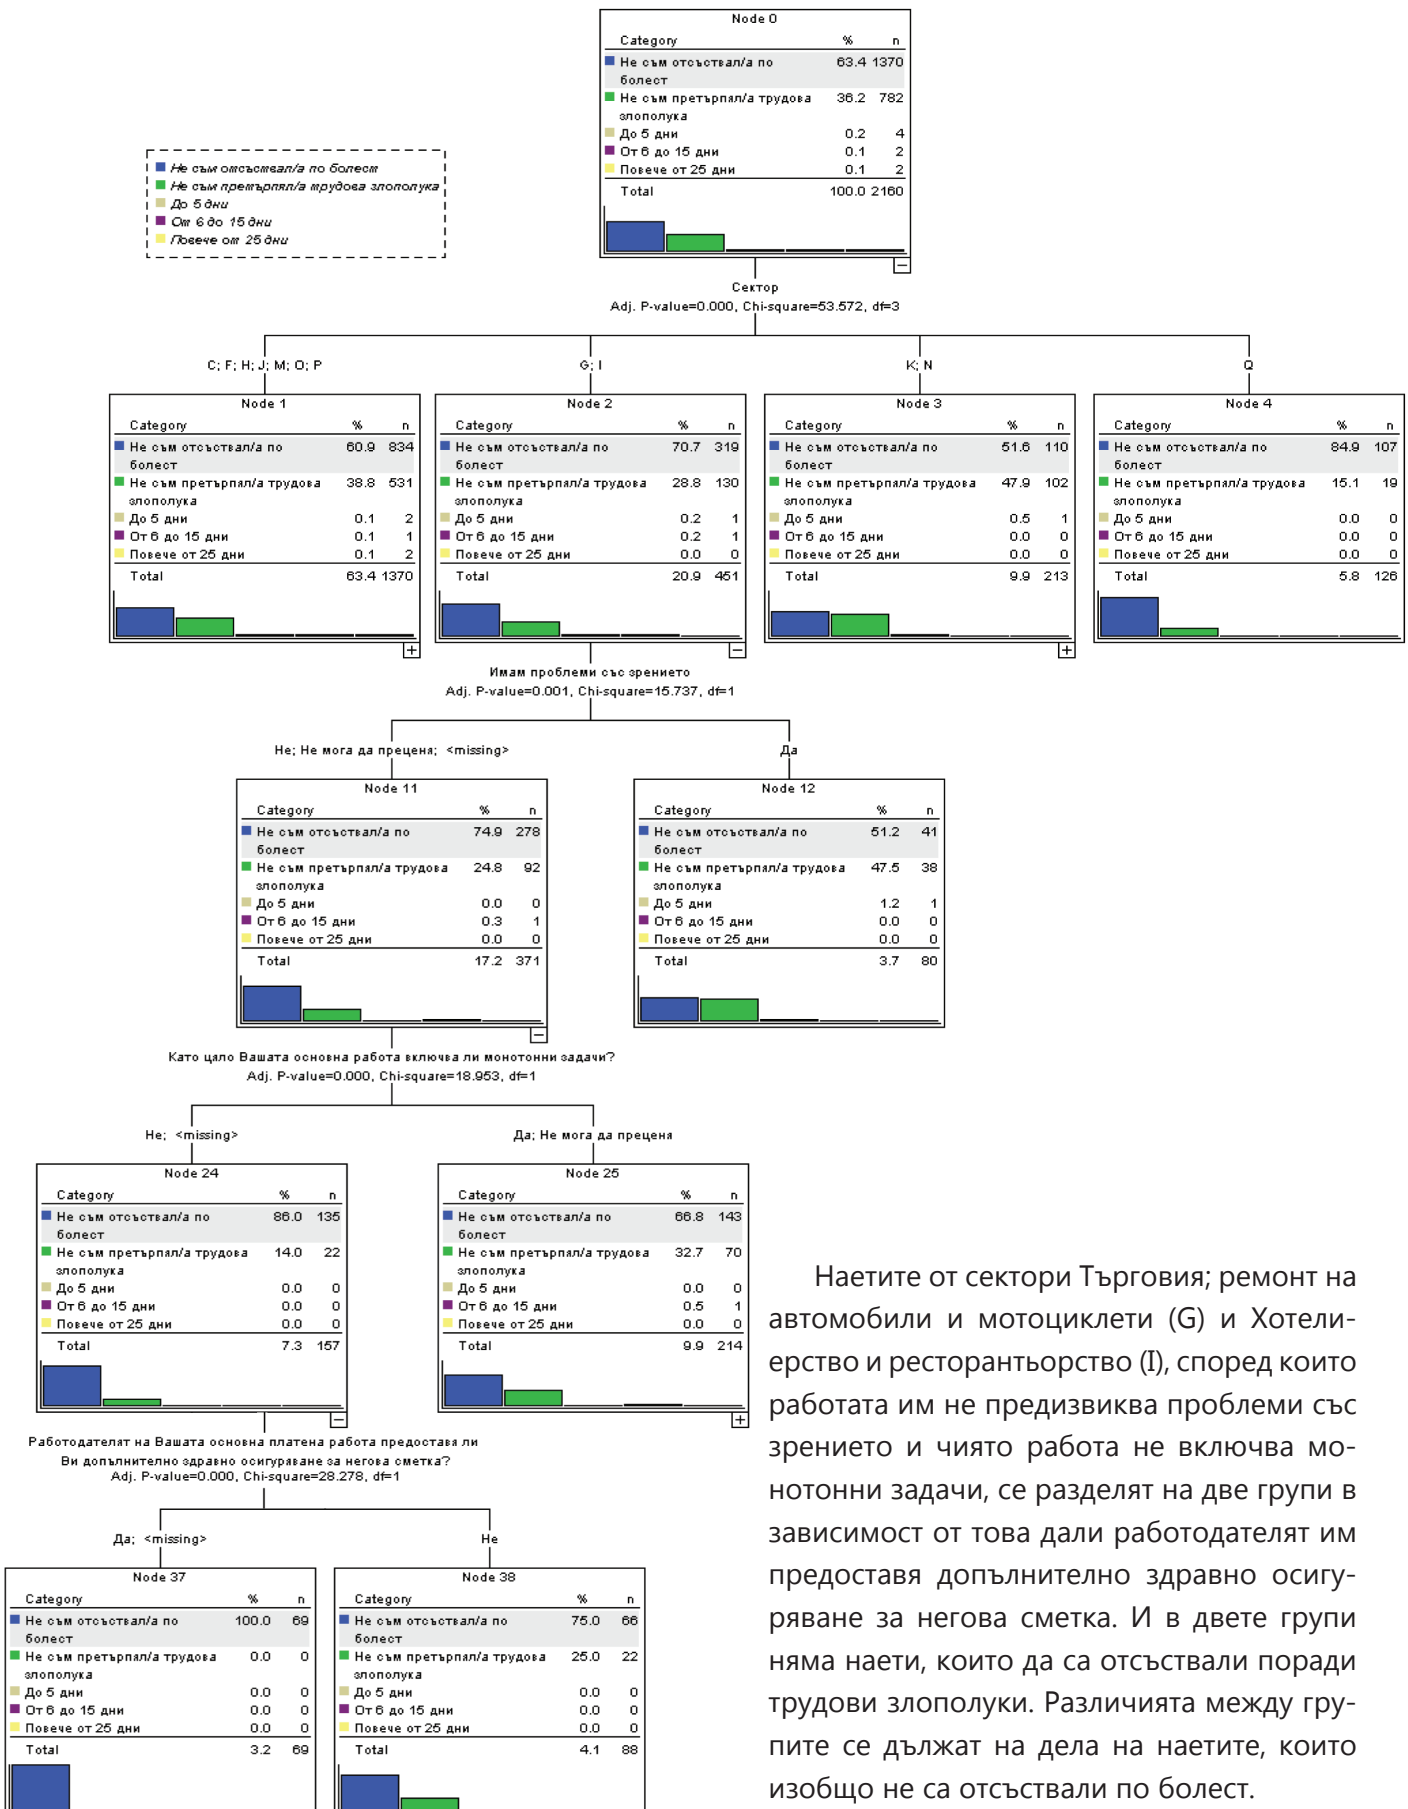 Node 0
Category % n
Не съм отсъствал/а по 63.4 1370
болест
Не съм претърпял/а трудова 36.2 782
злополука
До 5 дни 0.2 4
От 6 до 15 дни 0.1 2
Повече от 25 дни 0.1 2
Total 100.0 2160
Не съм отсъствал/а по болест
Не съм претърпял/а трудова злополука
До 5 дни
От 6 до 15 дни
Повече от 25 дни
Сектор
Adj. P-value=0.000, Chi-square=53.572, df=3
C; F; H; J; M; O; P
G; I
K; N
Q
Node 1
Category % n
Не съм отсъствал/а по 60.9 834
болест
Не съм претърпял/а трудова 38.8 531
злополука
До 5 дни 0.1 2
От 6 до 15 дни 0.1 1
Повече от 25 дни 0.1 2
Total 63.4 1370
Node 2
Category % n
Не съм отсъствал/а по 70.7 319
болест
Не съм претърпял/а трудова 28.8 130
злополука
До 5 дни 0.2 1
От 6 до 15 дни 0.2 1
Повече от 25 дни 0.0 0
Total 20.9 451
Node 3
Category % n
Не съм отсъствал/а по 51.6 110
болест
Не съм претърпял/а трудова 47.9 102
злополука
До 5 дни 0.5 1
От 6 до 15 дни 0.0 0
Повече от 25 дни 0.0 0
Total 9.9 213
Node 4
Category % n
Не съм отсъствал/а по 84.9 107
болест
Не съм претърпял/а трудова 15.1 19
злополука
До 5 дни 0.0 0
От 6 до 15 дни 0.0 0
Повече от 25 дни 0.0 0
Total 5.8 126
Имам проблеми със зрението
Adj. P-value=0.001, Chi-square=15.737, df=1
Не; Не мога да преценя; <missing>
Да
Node 11
Category % n
Не съм отсъствал/а по 74.9 278
болест
Не съм претърпял/а трудова 24.8 92
злополука
До 5 дни 0.0 0
От 6 до 15 дни 0.3 1
Повече от 25 дни 0.0 0
Total 17.2 371
Node 12
Category % n
Не съм отсъствал/а по 51.2 41
болест
Не съм претърпял/а трудова 47.5 38
злополука
До 5 дни 1.2 1
От 6 до 15 дни 0.0 0
Повече от 25 дни 0.0 0
Total 3.7 80
Като цяло Вашата основна работа включва ли монотонни задачи?
Adj. P-value=0.000, Chi-square=18.953, df=1
Не; <missing>
Да; Не мога да преценя
Node 24
Category % n
Не съм отсъствал/а по 86.0 135
болест
Не съм претърпял/а трудова 14.0 22
злополука
До 5 дни 0.0 0
От 6 до 15 дни 0.0 0
Повече от 25 дни 0.0 0
Total 7.3 157
Node 25
Category % n
Не съм отсъствал/а по 66.8 143
болест
Не съм претърпял/а трудова 32.7 70
злополука
До 5 дни 0.0 0
От 6 до 15 дни 0.5 1
Повече от 25 дни 0.0 0
Total 9.9 214
Работодателят на Вашата основна платена работа предоставя ли
Ви допълнително здравно осигуряване за негова сметка?
Adj. P-value=0.000, Chi-square=28.278, df=1
Да; <missing>
Не
Node 37
Category % n
Не съм отсъствал/а по 100.0 69
болест
Не съм претърпял/а трудова 0.0 0
злополука
До 5 дни 0.0 0
От 6 до 15 дни 0.0 0
Повече от 25 дни 0.0 0
Total 3.2 69
Node 38
Category % n
Не съм отсъствал/а по 75.0 66
болест
Не съм претърпял/а трудова 25.0 22
злополука
До 5 дни 0.0 0
От 6 до 15 дни 0.0 0
Повече от 25 дни 0.0 0
Total 4.1 88
Наетите от сектори Търговия; ремонт на
автомобили и мотоциклети (G) и Хотели-
ерство и ресторантьорство (I), според които
работата им не предизвиква проблеми със
зрението и чиято работа не включва мо-
нотонни задачи, се разделят на две групи в
зависимост от това дали работодателят им
предоставя допълнително здравно осигу-
ряване за негова сметка. И в двете групи
няма наети, които да са отсъствали поради
трудови злополуки. Различията между гру-
пите се дължат на дела на наетите, които
изобщо не са отсъствали по болест.